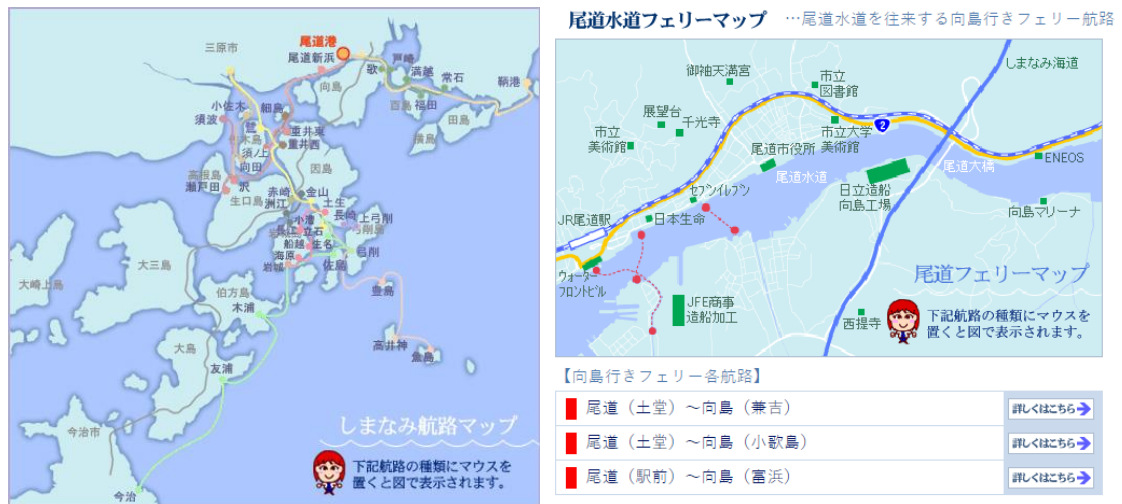 尾道港
尾道新浜
三原市
向島
歌
戸崎
満越
常石
鞆港
百島
福田
田島
横島
小佐木
細島
須波
重井東
重井西
須ノ上
向田
因島
高根島
沢
瀬戸田
生口島
赤崎
金山
洲江
土生
長崎
上弓削
弓削島
小漕
長江
立石
船越
生名
弓削
海原
佐島
岩城
大三島
大崎上島
伯方島
木浦
豊島
高井神
魚島
大島
友浦
今治市
今治
しまなみ航路マップ
下記航路の種類にマウスを
置くと図で表示されます。
尾道水道フェリーマップ …尾道水道を往来する向島行きフェリー航路
しまなみ海道
御袖天満宮
市立
図書館
展望台
千光寺
市立
美術館
市立大学
美術館
2
尾道市役所
尾道水道
尾道大橋
ENEOS
セブンイレブン
日立造船
向島工場
向島マリーナ
JR尾道駅
日本生命
ウォーター
フロントビル
JFE商事
造船加工
西提寺
尾道フェリーマップ
下記航路の種類にマウスを
置くと図で表示されます。
【向島行きフェリー各航路】
尾道（土堂）～向島（兼吉） 詳しくはこちら
尾道（土堂）～向島（小歌島） 詳しくはこちら
尾道（駅前）～向島（富浜） 詳しくはこちら